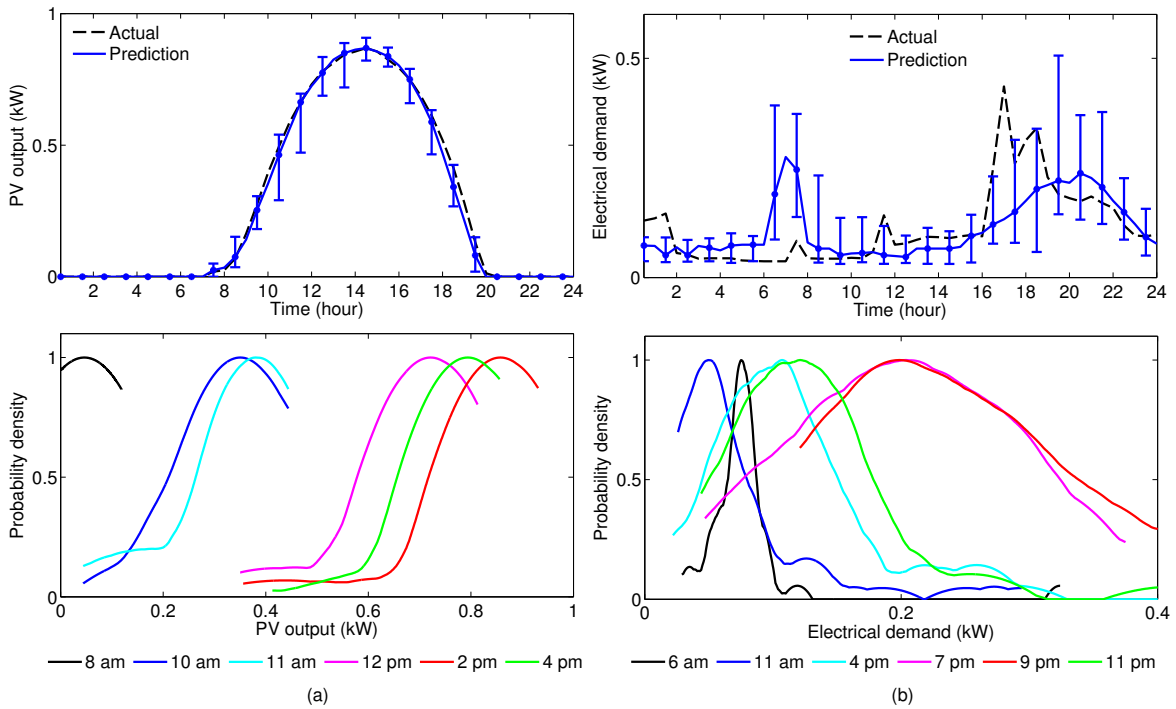 1
Actual
Prediction
0.5
0
PV output (kW)
2 4 6 8 10 12 14 16 18 20 22 24
Time (hour)
Actual
Prediction
0.5
0
Electrical demand (kW)
2 4 6 8 10 12 14 16 18 20 22 24
Time (hour)
1
0.5
0
Probability density
0 0.2 0.4 0.6 0.8 1
PV output (kW)
8 am 10 am 11 am 12 pm 2 pm 4 pm
(a)
1
0.5
0
Probability density
0 0.2 0.4
Electrical demand (kW)
6 am 11 am 4 pm 7 pm 9 pm 11 pm
(b)